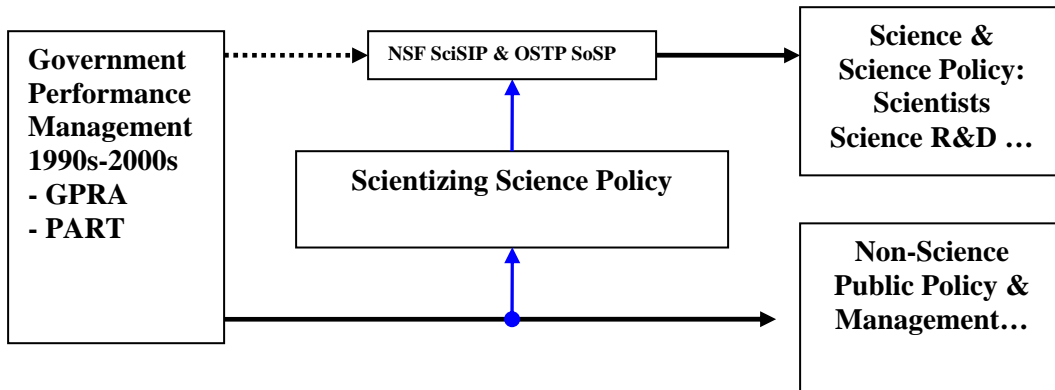 Government
Performance
Management
1990s-2000s
- GPRA
- PART
NSF SciSIP & OSTP SoSP
Scientizing Science Policy
Science &
Science Policy:
Scientists
Science R&D …
Non-Science
Public Policy &
Management…